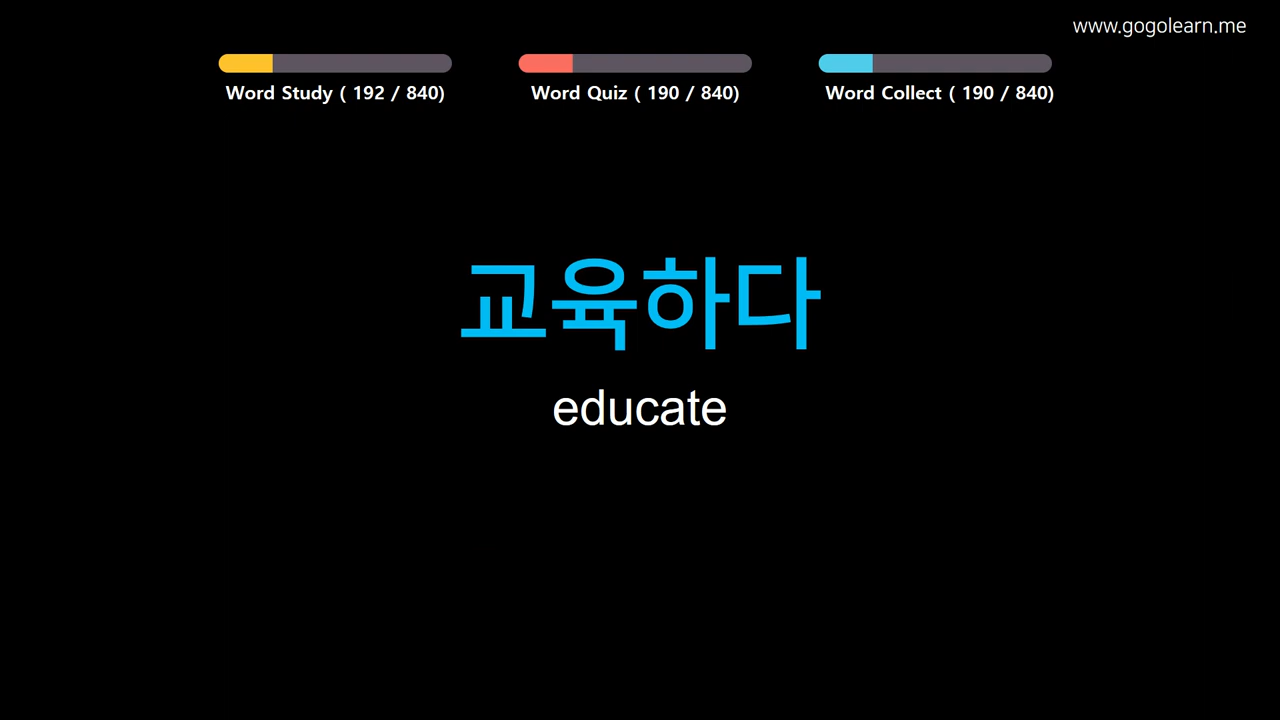 www.gogolearn.me
Word Study ( 192 / 840)
Word Quiz ( 190 / 840)
Word Collect ( 190 / 840)
교육하다
educate